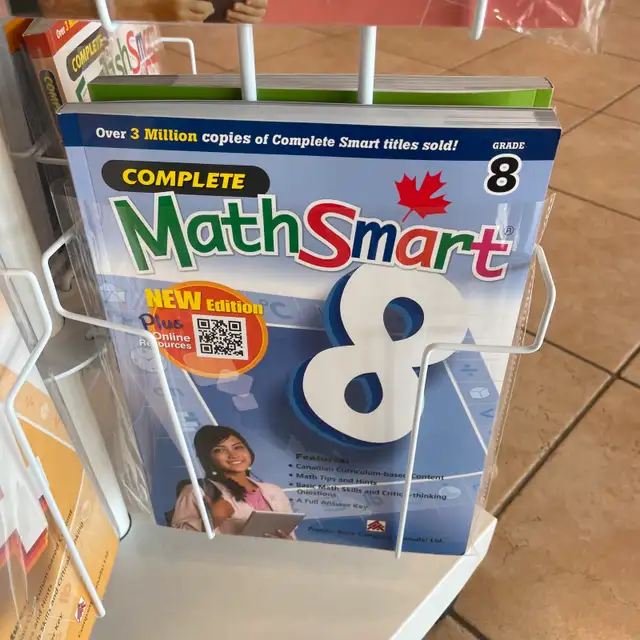 COMPLETE
Over 3 Million copies of Complete Smart titles sold!
GRADE
8
COMPLETE
MathSmart®
8
NEW Edition
Plus
Online
Resources
Features:
• Canadian Curriculum-based Content
• Math Tips and Hints
• Basic Math Skills and Critical-thinking
Questions
• A Full Answer Key
Ltd.